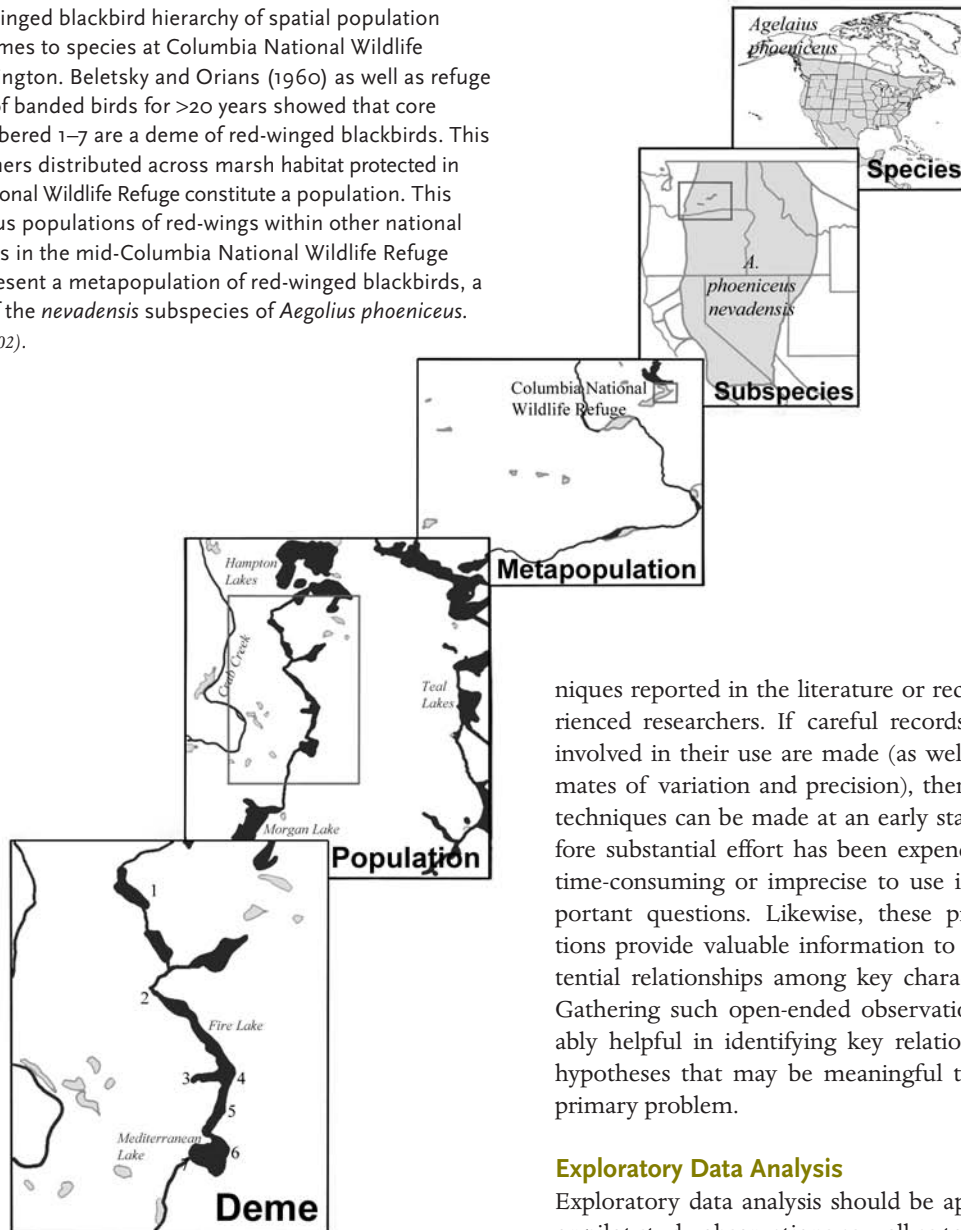 inged blackbird hierarchy of spatial population
mes to species at Columbia National Wildlife
ington. Beletsky and Orians (1960) as well as refuge
of banded birds for >20 years showed that core
bered 1–7 are a deme of red-winged blackbirds. This
ners distributed across marsh habitat protected in
onal Wildlife Refuge constitute a population. This
us populations of red-wings within other national
s in the mid-Columbia National Wildlife Refuge
esent a metapopulation of red-winged blackbirds, a
f the nevadensis subspecies of Aegolius phoeniceus.
02).
Agelaius
phoeniceus
Species
A.
phoeniceus
nevadensis
Subspecies
Columbia National
Wildlife Refuge
Metapopulation
Hampton
Lakes
Crab Creek
Teal
Lakes
Morgan Lake
Population
1
2
Fire Lake
3
4
5
Mediterranean
Lake
6
7
Deme
niques reported in the literature or rec
rienced researchers. If careful records
involved in their use are made (as well
mates of variation and precision), then
techniques can be made at an early sta
fore substantial effort has been expen
time-consuming or imprecise to use i
portant questions. Likewise, these pr
tions provide valuable information to
tential relationships among key chara
Gathering such open-ended observatio
ably helpful in identifying key relatio
hypotheses that may be meaningful t
primary problem.
Exploratory Data Analysis
Exploratory data analysis should be ap